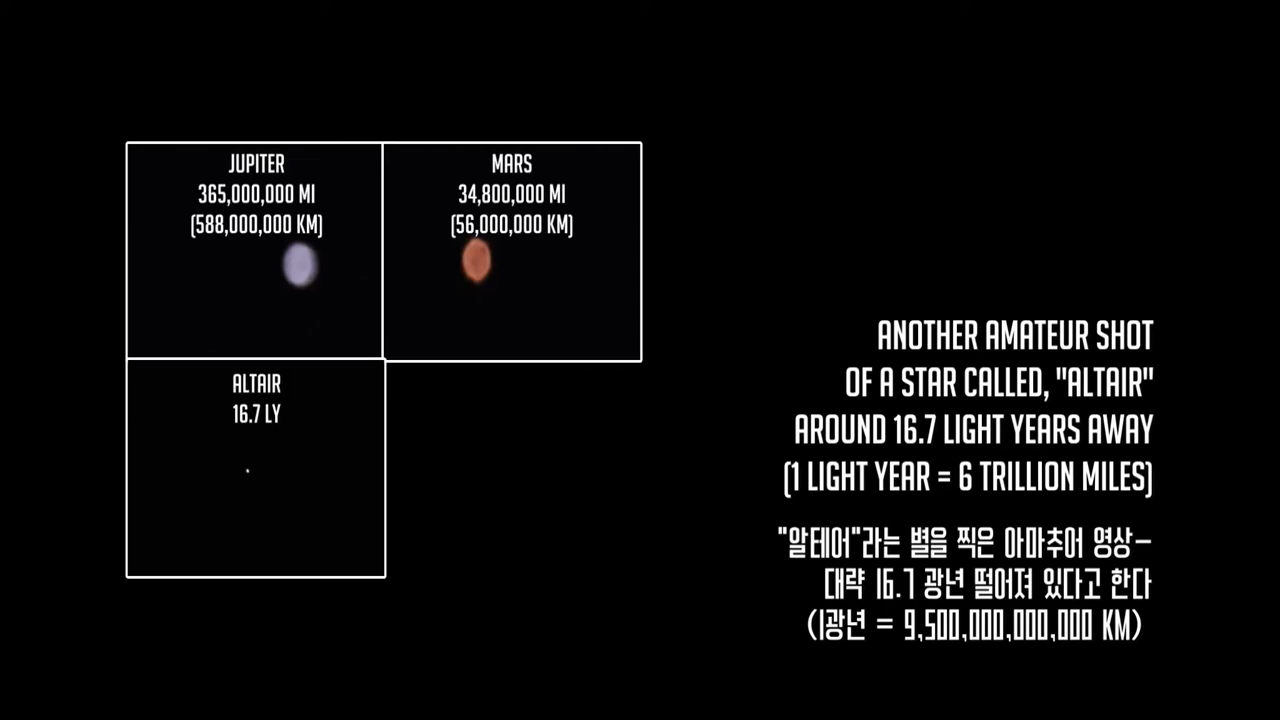 JUPITER
365,000,000 MI
(588,000,000 KM)
MARS
34,800,000 MI
(56,000,000 KM)
ALTAIR
16.7 LY
ANOTHER AMATEUR SHOT
OF A STAR CALLED, "ALTAIR"
AROUND 16.7 LIGHT YEARS AWAY
(1 LIGHT YEAR = 6 TRILLION MILES)
"알테어"라는 별을 찍은 아마추어 영상-
대략 16.7 광년 떨어져 있다고 한다
(1광년 = 9,500,000,000,000 KM)